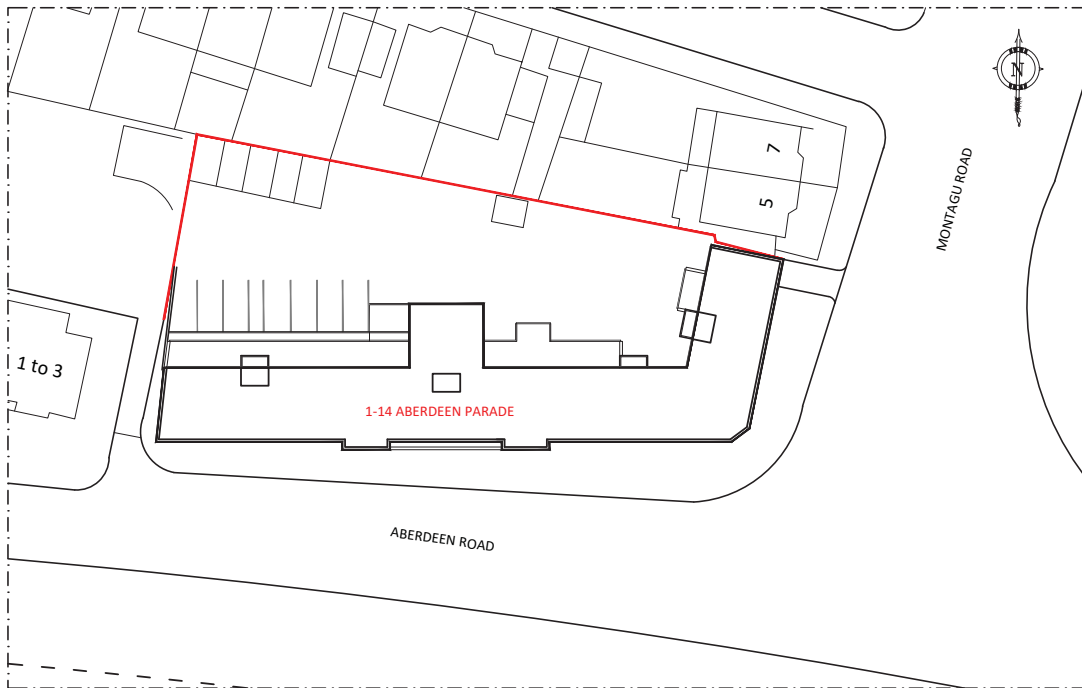 N
7
MONTAGU ROAD
5
1 to 3
1-14 ABERDEEN PARADE
ABERDEEN ROAD